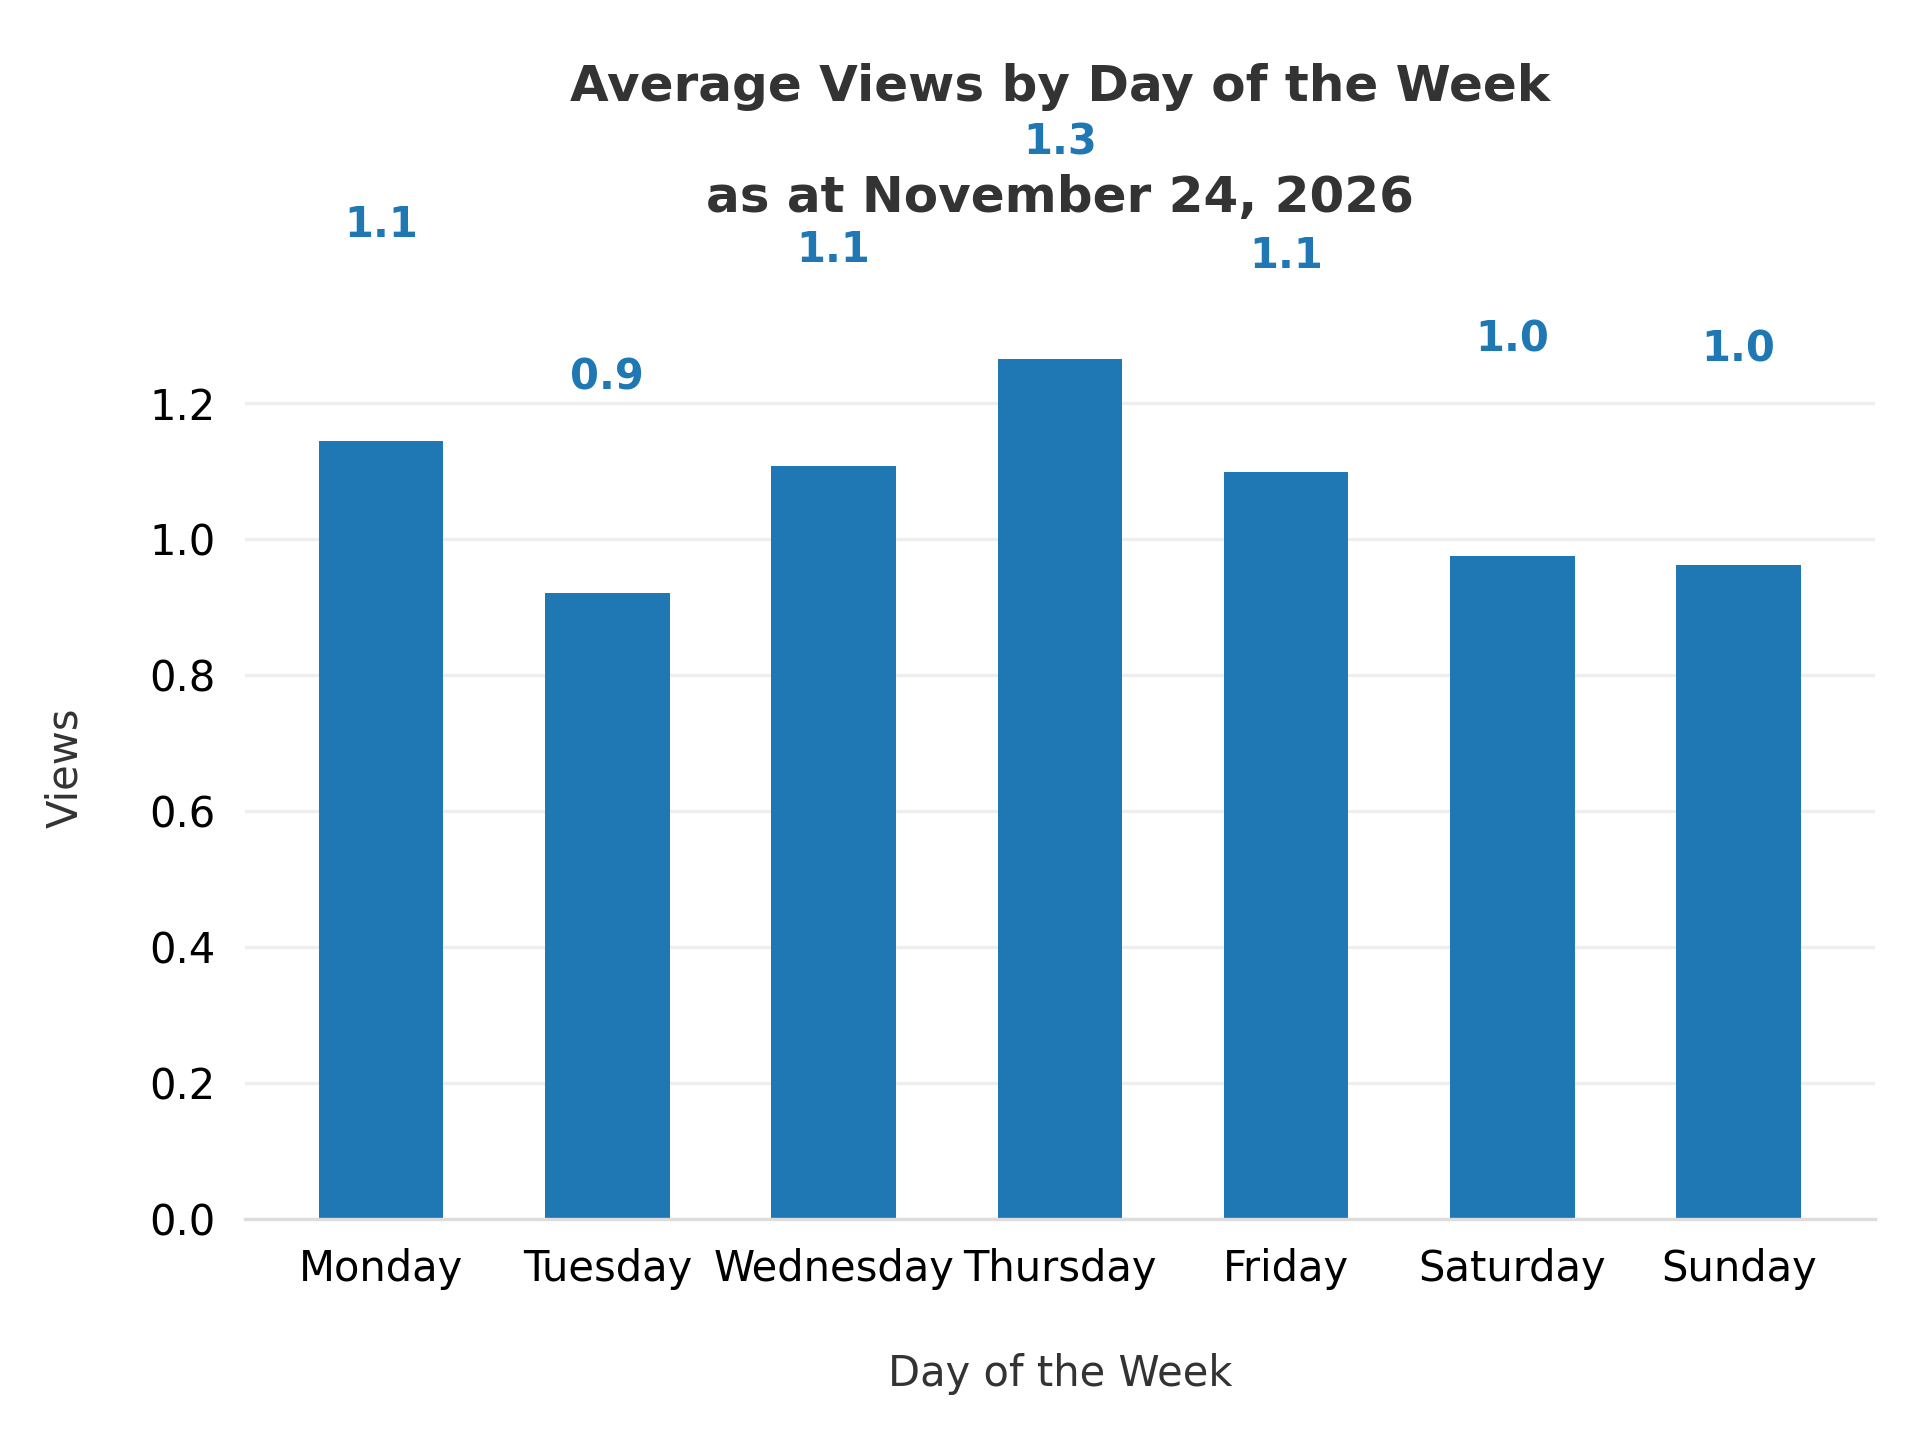 Average Views by Day of the Week
1.3
as at November 24, 2026
1.1
1.1
1.1
1.0
1.0
0.9
1.2
1.0
0.8
0.6
0.4
0.2
0.0
Views
Monday Tuesday Wednesday Thursday Friday Saturday Sunday
Day of the Week